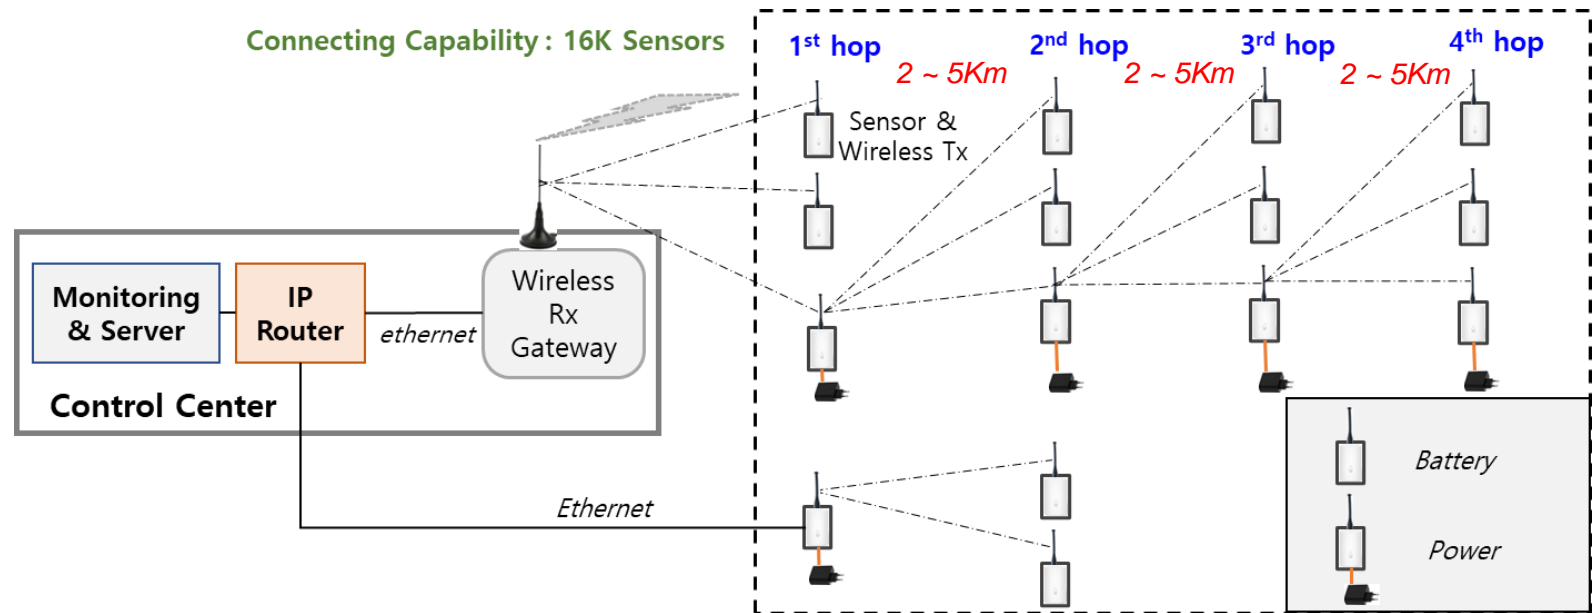 Connecting Capability : 16K Sensors
1st hop
2nd hop
3rd hop
4th hop
2 ~ 5Km
2 ~ 5Km
2 ~ 5Km
Sensor &
Wireless Tx
Monitoring
& Server
IP
Router
ethernet
Wireless
Rx
Gateway
Control Center
Ethernet
Battery
Power